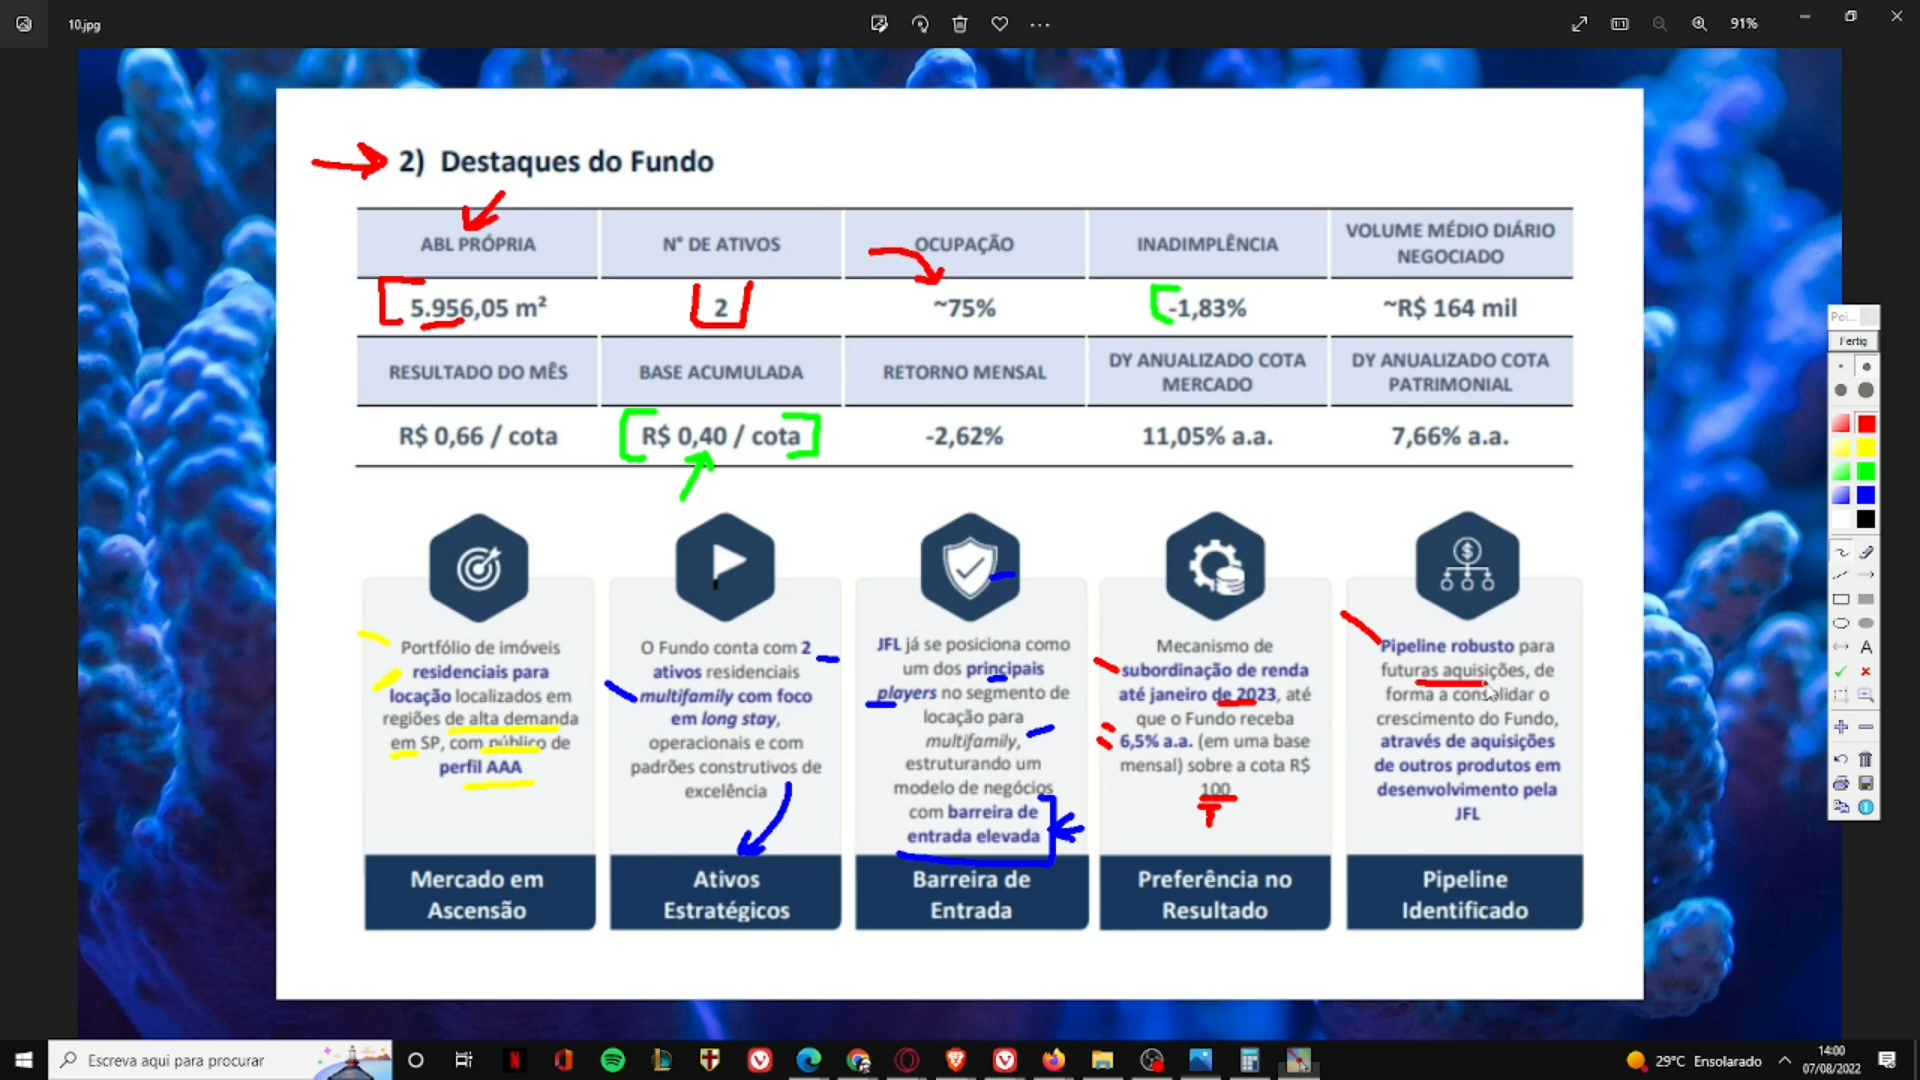 10.jpg
91%
2) Destaques do Fundo
ABL PRÓPRIA
N° DE ATIVOS
OCUPAÇÃO
INADIMPLÊNCIA
VOLUME MÉDIO DIÁRIO
NEGOCIADO
5.956,05 m²
2
~75%
-1,83%
~R$ 164 mil
RESULTADO DO MÊS
BASE ACUMULADA
RETORNO MENSAL
DY ANUALIZADO COTA
MERCADO
DY ANUALIZADO COTA
PATRIMONIAL
R$ 0,66 / cota
R$ 0,40 / cota
-2,62%
11,05% a.a.
7,66% a.a.
Portfólio de imóveis
residenciais para
locação localizados em
regiões de alta demanda
em SP, com público de
perfil AAA
Mercado em
Ascensão
O Fundo conta com 2
ativos residenciais
multifamily com foco
em long stay,
operacionais e com
padrões construtivos de
excelência
Ativos
Estratégicos
JFL já se posiciona como
um dos principais
players no segmento de
locação para
multifamily,
estruturando um
modelo de negócios
com barreira de
entrada elevada
Barreira de
Entrada
Mecanismo de
subordinação de renda
até janeiro de 2023, até
que o Fundo receba
6,5% a.a. (em uma base
mensal) sobre a cota R$
100
Preferência no
Resultado
Pipeline robusto para
futuras aquisições, de
forma a consolidar o
crescimento do Fundo,
através de aquisições
de outros produtos em
desenvolvimento pela
JFL
Pipeline
Identificado
Poi...
Fertig
A
Escreva aqui para procurar
29°C Ensolarado
14:00
07/08/2022